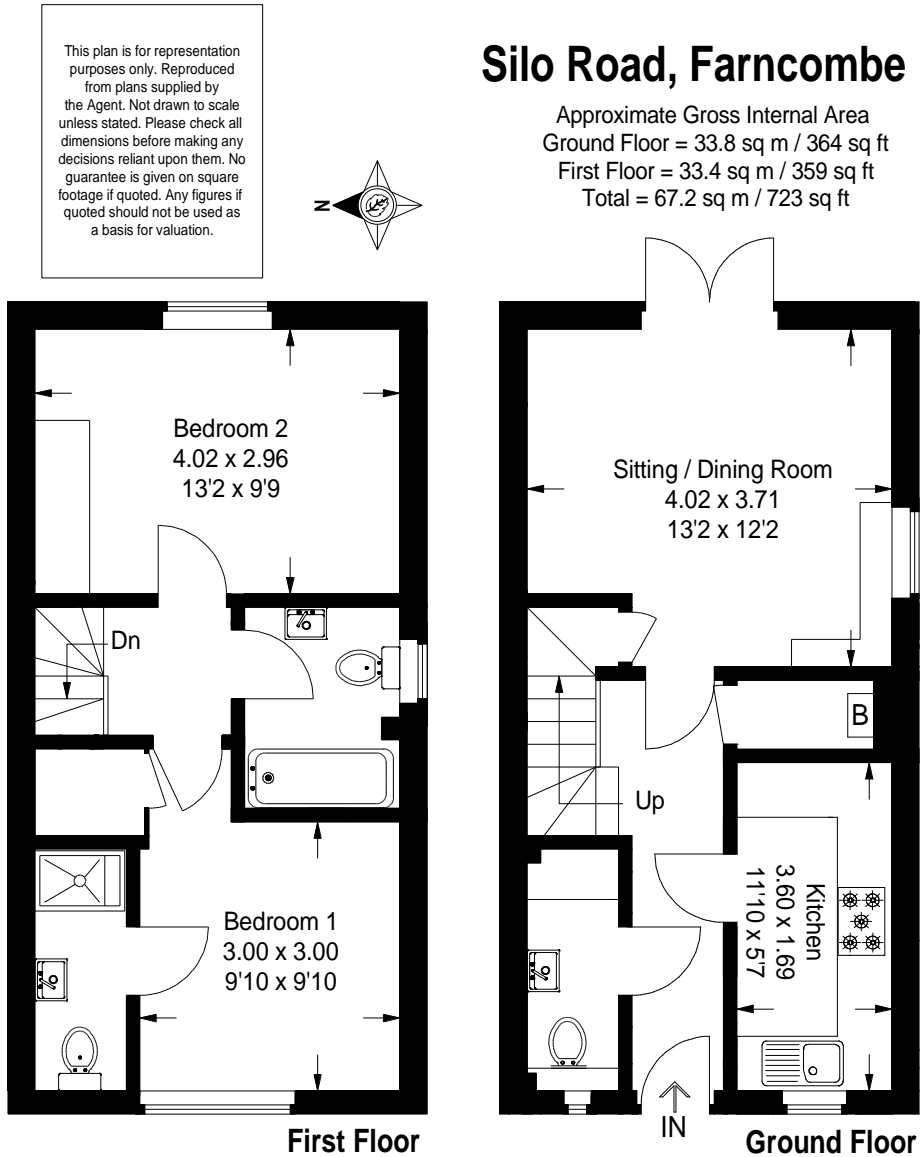 This plan is for representation
purposes only. Reproduced
from plans supplied by
the Agent. Not drawn to scale
unless stated. Please check all
dimensions before making any
decisions reliant upon them. No
guarantee is given on square
footage if quoted. Any figures if
quoted should not be used as
a basis for valuation.
Silo Road, Farncombe
Approximate Gross Internal Area
Ground Floor = 33.8 sq m / 364 sq ft
First Floor = 33.4 sq m / 359 sq ft
Total = 67.2 sq m / 723 sq ft
N
Bedroom 2
4.02 x 2.96
13'2 x 9'9
Dn
Bedroom 1
3.00 x 3.00
9'10 x 9'10
First Floor
Sitting / Dining Room
4.02 x 3.71
13'2 x 12'2
B
Up
Kitchen
3.60 x 1.69
11'10 x 5'7
IN
Ground Floor